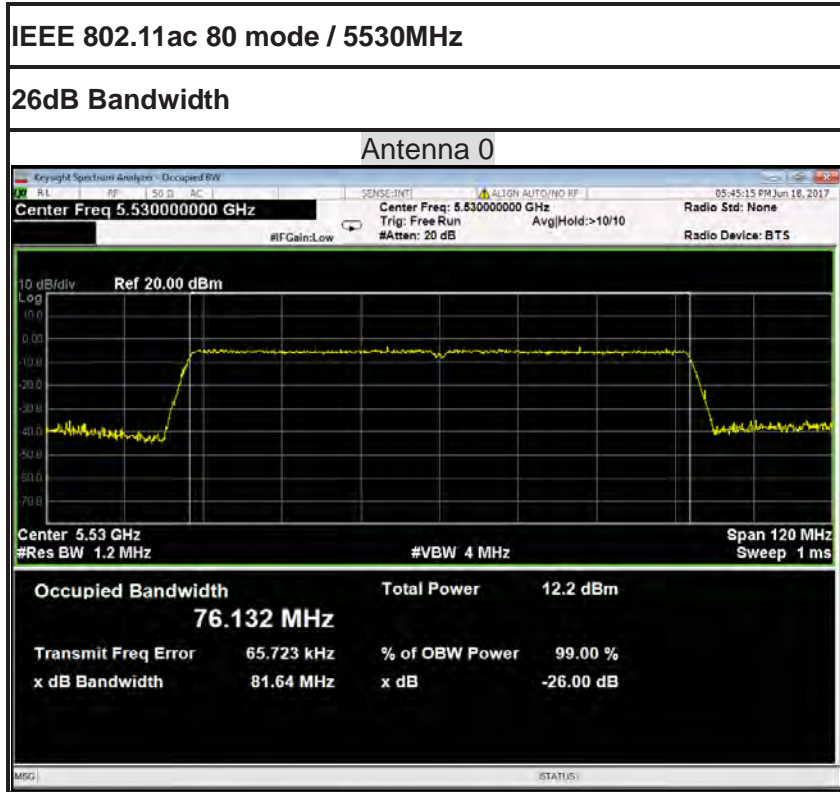 IEEE 802.11ac 80 mode / 5530MHz
26dB Bandwidth
Antenna 0
Keysight Spectrum Analyzer - Occupied BW
RL RF 50 Ω AC SENSE:INT ALIGN AUTO/NO RF 05:45:15 PM Jun 18, 2017
Center Freq 5.530000000 GHz Center Freq: 5.530000000 GHz Radio Std: None
Trig: Free Run Avg|Hold:>10/10
#IFGain:Low #Atten: 20 dB Radio Device: BTS
10 dB/div Ref 20.00 dBm
Log
10.0
0.00
-10.0
-20.0
-30.0
-40.0
-50.0
-60.0
-70.0
Center 5.53 GHz Span 120 MHz
#Res BW 1.2 MHz #VBW 4 MHz Sweep 1 ms
Occupied Bandwidth Total Power 12.2 dBm
76.132 MHz
Transmit Freq Error 65.723 kHz % of OBW Power 99.00 %
x dB Bandwidth 81.64 MHz x dB -26.00 dB
MSG STATUS